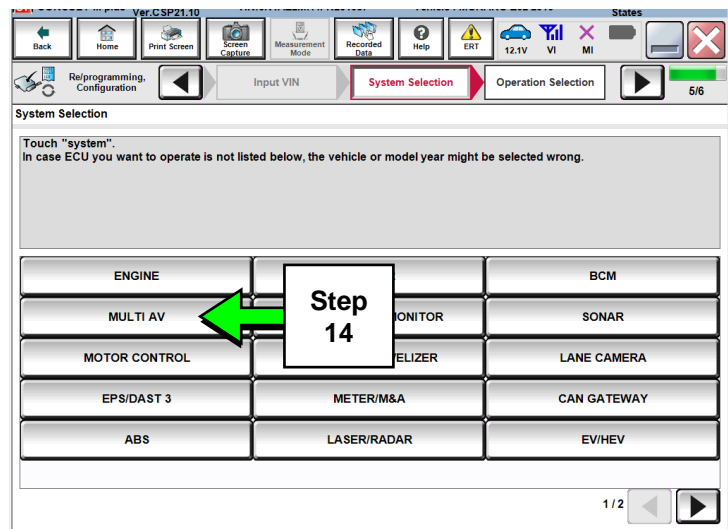 Ver.CSP21.10
States
Back
Home
Print Screen
Screen
Capture
Measurement
Mode
Recorded
Data
Help
ERT
12.1V
VI
MI
Re/programming,
Configuration
Input VIN
System Selection
Operation Selection
5/6
System Selection
Touch "system".
In case ECU you want to operate is not listed below, the vehicle or model year might be selected wrong.
ENGINE
BCM
MULTI AV
Step
14
SONAR
MOTOR CONTROL
LANE CAMERA
EPS/DAST 3
METER/M&A
CAN GATEWAY
ABS
LASER/RADAR
EV/HEV
1/2